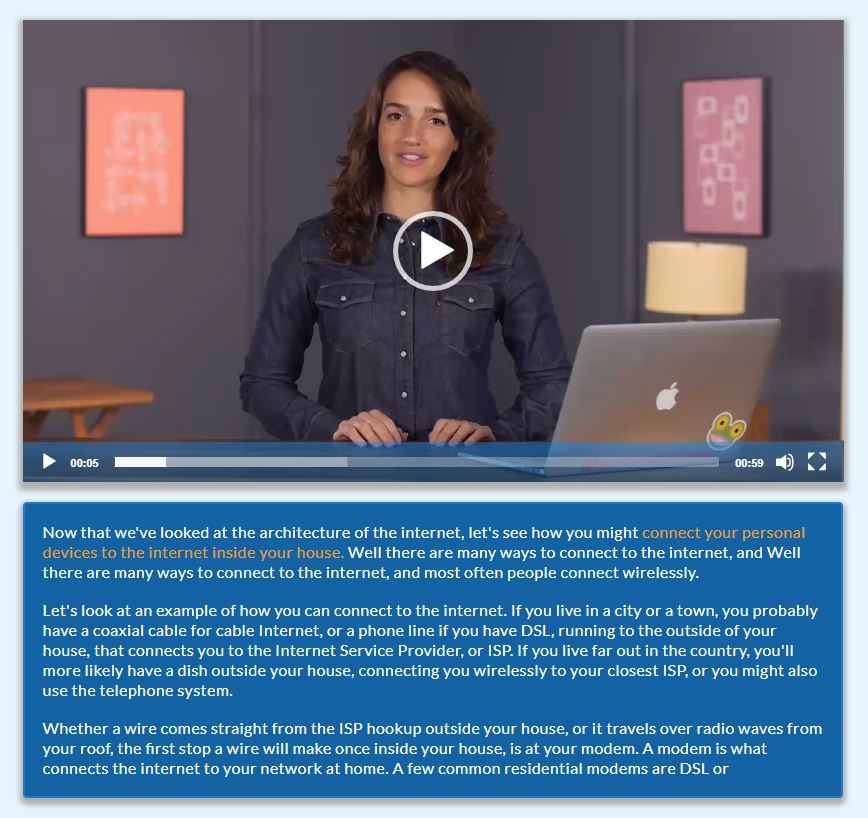 00:05
00:59
Now that we've looked at the architecture of the internet, let's see how you might connect your personal
devices to the internet inside your house. Well there are many ways to connect to the internet, and Well
there are many ways to connect to the internet, and most often people connect wirelessly.
Let's look at an example of how you can connect to the internet. If you live in a city or a town, you probably
have a coaxial cable for cable Internet, or a phone line if you have DSL, running to the outside of your
house, that connects you to the Internet Service Provider, or ISP. If you live far out in the country, you'll
more likely have a dish outside your house, connecting you wirelessly to your closest ISP, or you might also
use the telephone system.
Whether a wire comes straight from the ISP hookup outside your house, or it travels over radio waves from
your roof, the first stop a wire will make once inside your house, is at your modem. A modem is what
connects the internet to your network at home. A few common residential modems are DSL or